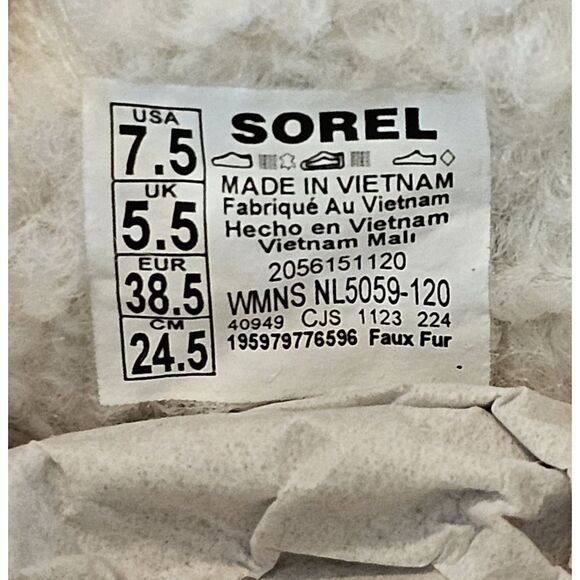 USA
7.5
UK
5.5
EUR
38.5
CM
24.5
SOREL
MADE IN VIETNAM
Fabriqué Au Vietnam
Hecho en Vietnam
Vietnam Malı
2056151120
WMNS NL5059-120
40949 CJS 1123 224
195979776596 Faux Fur